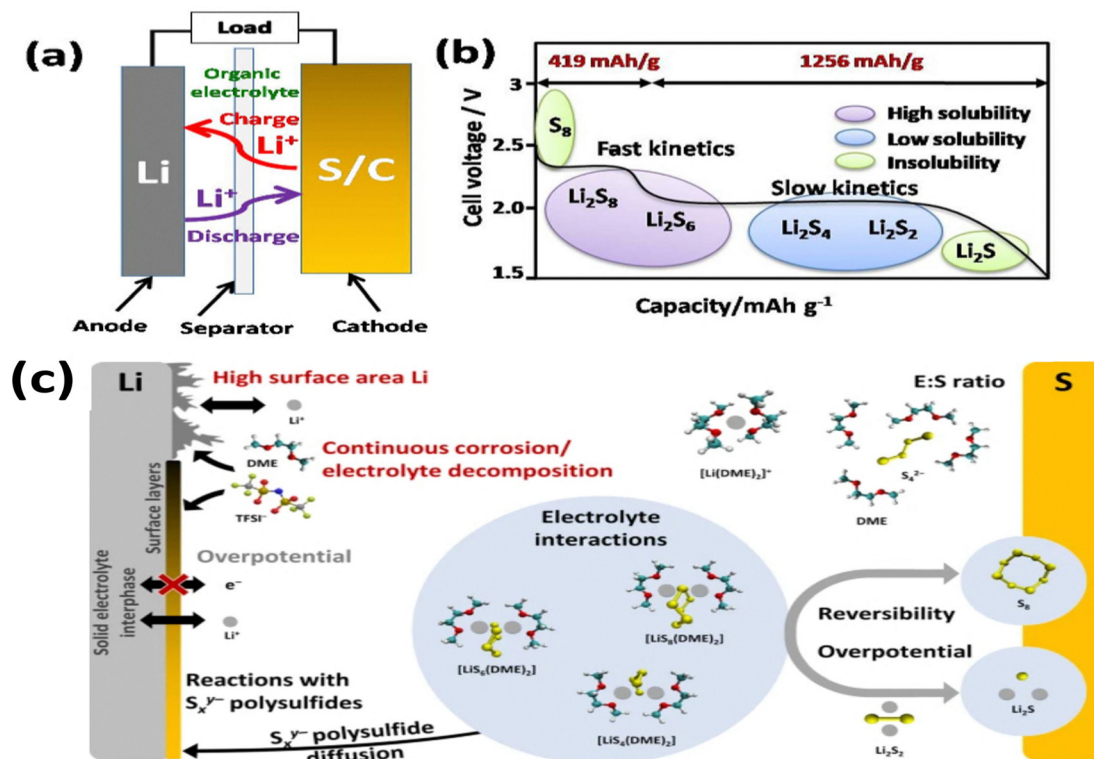 (a)
Load
Organic
electrolyte
Charge
Li⁺
Li
S/C
Li⁺
Discharge
Anode
Separator
Cathode
(b)
419 mAh/g
1256 mAh/g
Cell voltage / V
3
2.5
2.0
1.5
S₈
High solubility
Low solubility
Insolubility
Fast kinetics
Slow kinetics
Li₂S₈
Li₂S₆
Li₂S₄
Li₂S₂
Li₂S
Capacity/mAh g⁻¹
(c)
Li
High surface area Li
Li⁺
Continuous corrosion/
electrolyte decomposition
DME
TFSI⁻
Surface layers
Solid electrolyte
interphase
Overpotential
e⁻
Li⁺
Reactions with
Sₓʸ⁻ polysulfides
Sₓʸ⁻ polysulfide
diffusion
Electrolyte
interactions
[LiS₆(DME)₂]
[LiS₈(DME)₂]
[LiS₄(DME)₂]
[Li(DME)₂]⁺
E:S ratio
S₄²⁻
DME
S
S₈
Reversibility
Overpotential
Li₂S
Li₂S₂